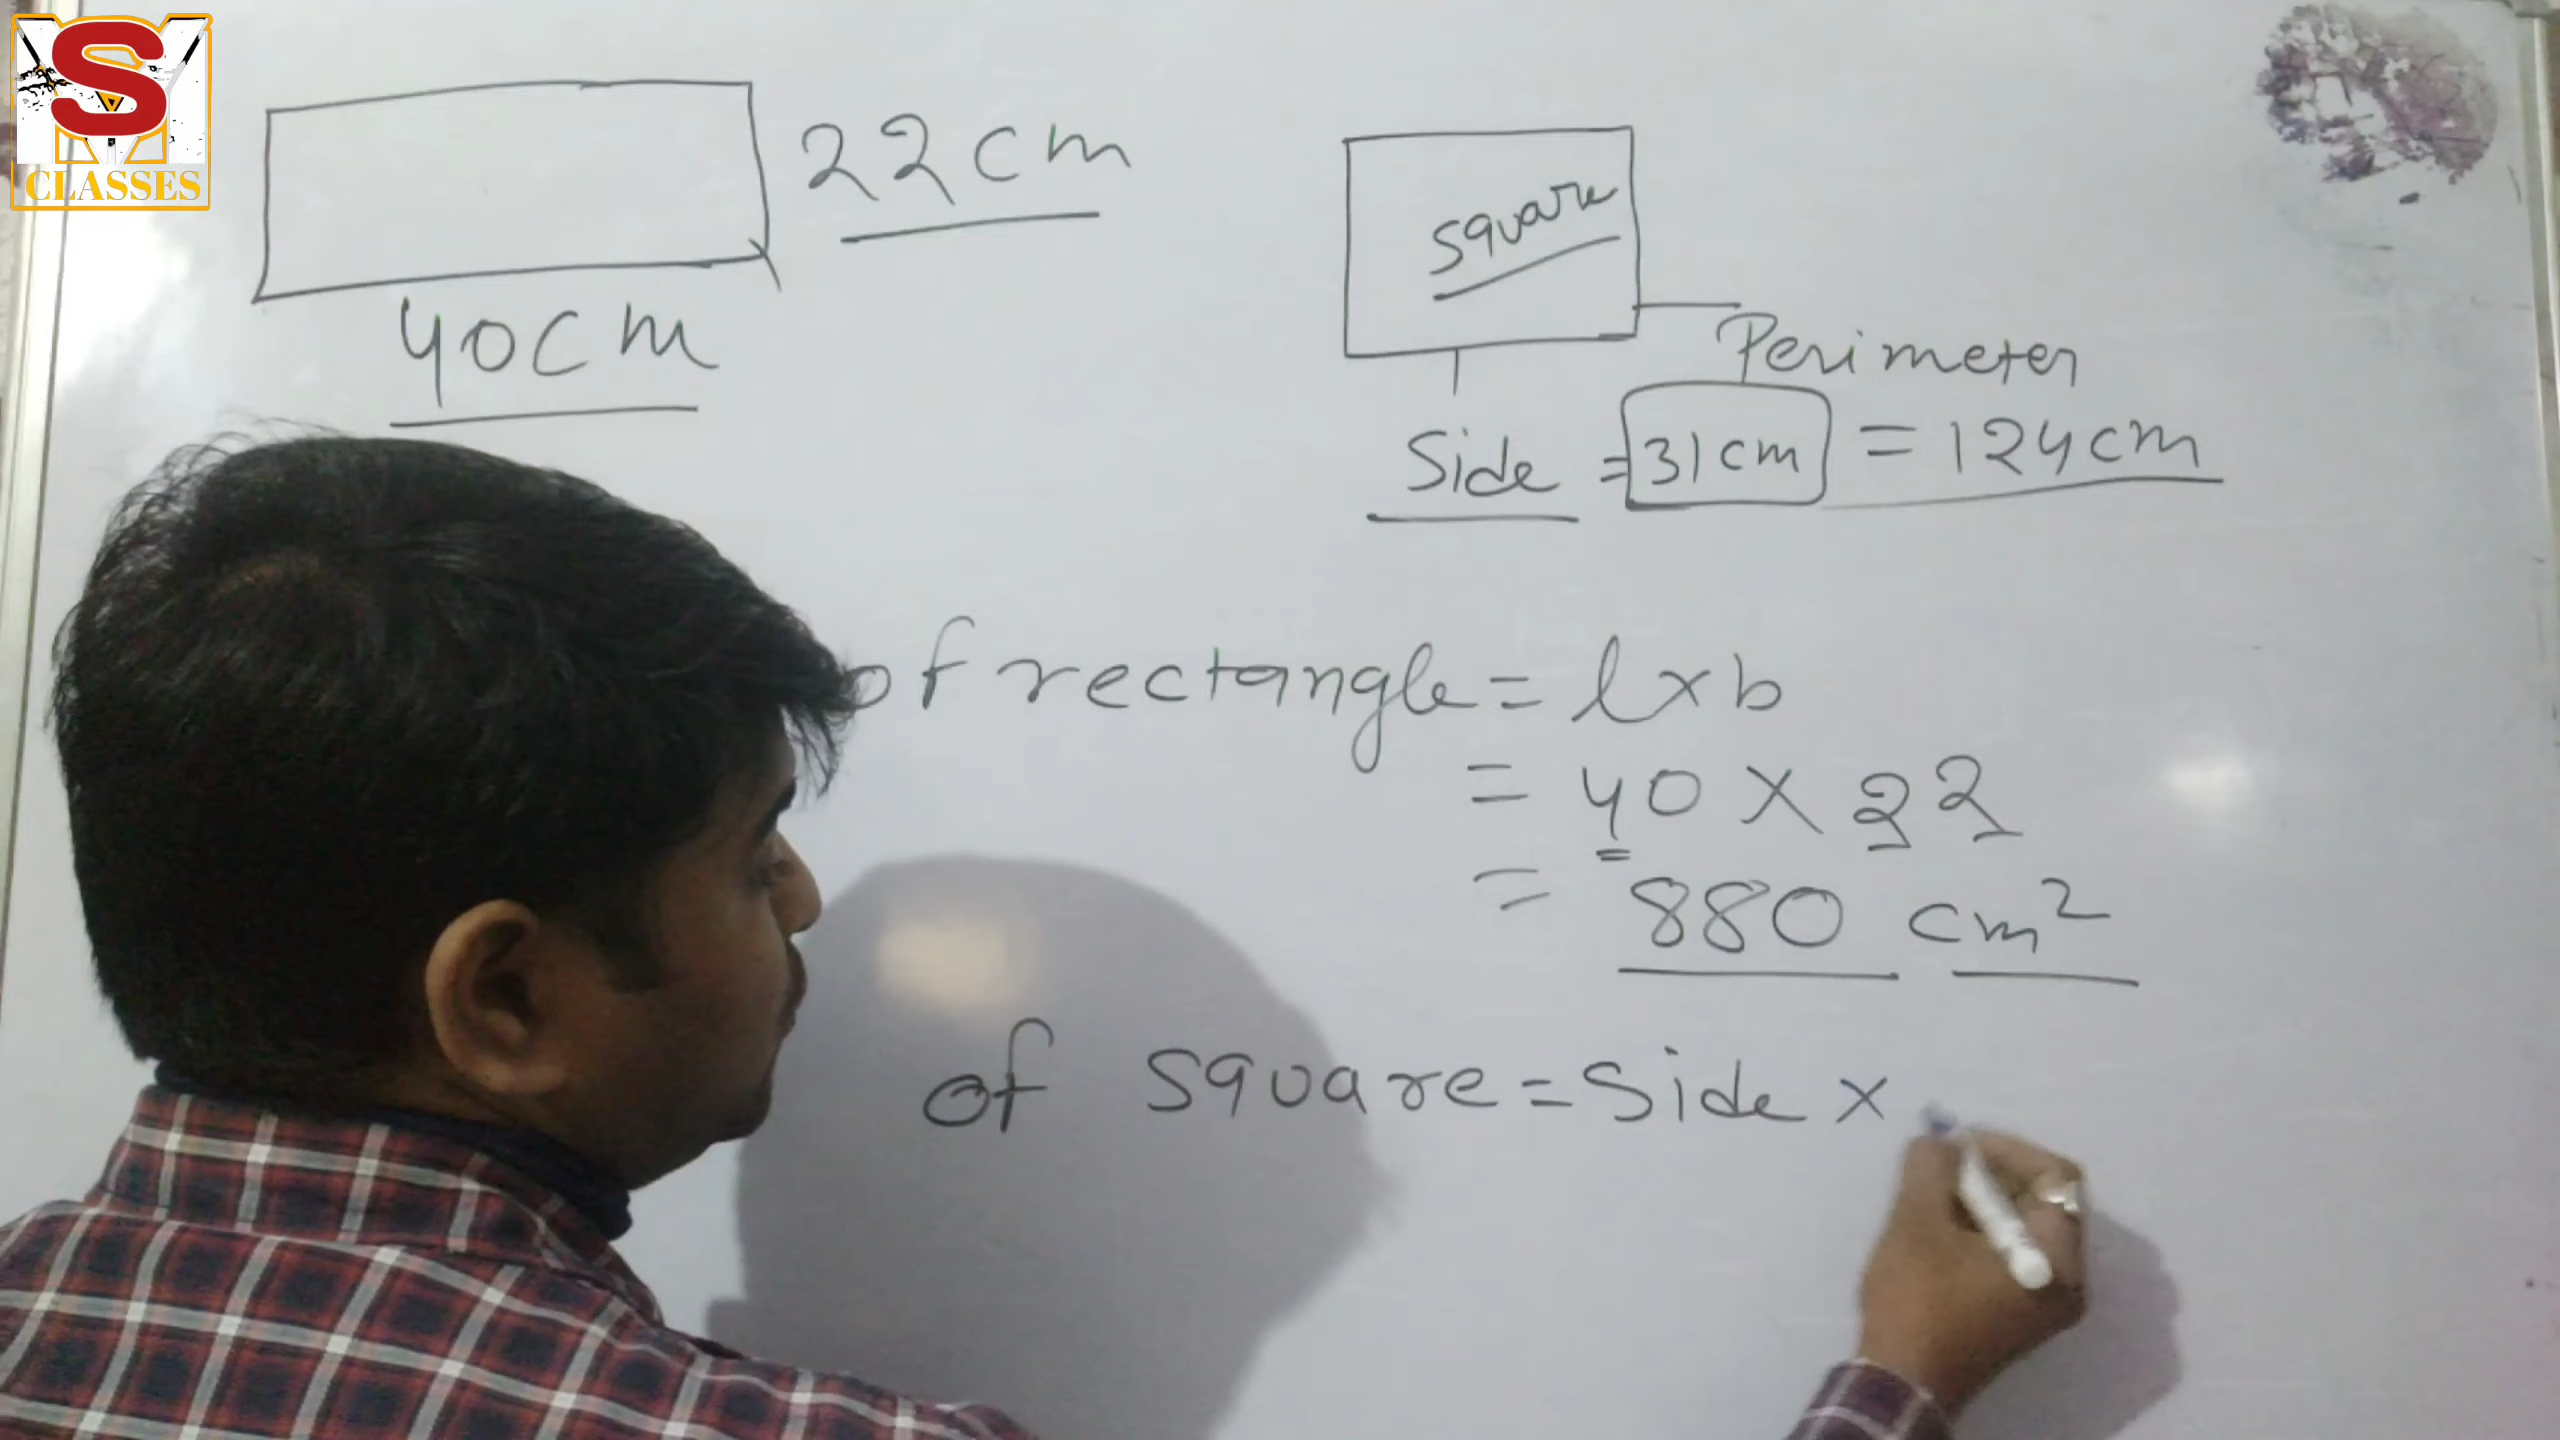 S
CLASSES
22cm
40cm
square
Perimeter
Side = 31cm = 124cm
of rectangle = l x b
= 40 x 22
= 880 cm²
of square = Side x